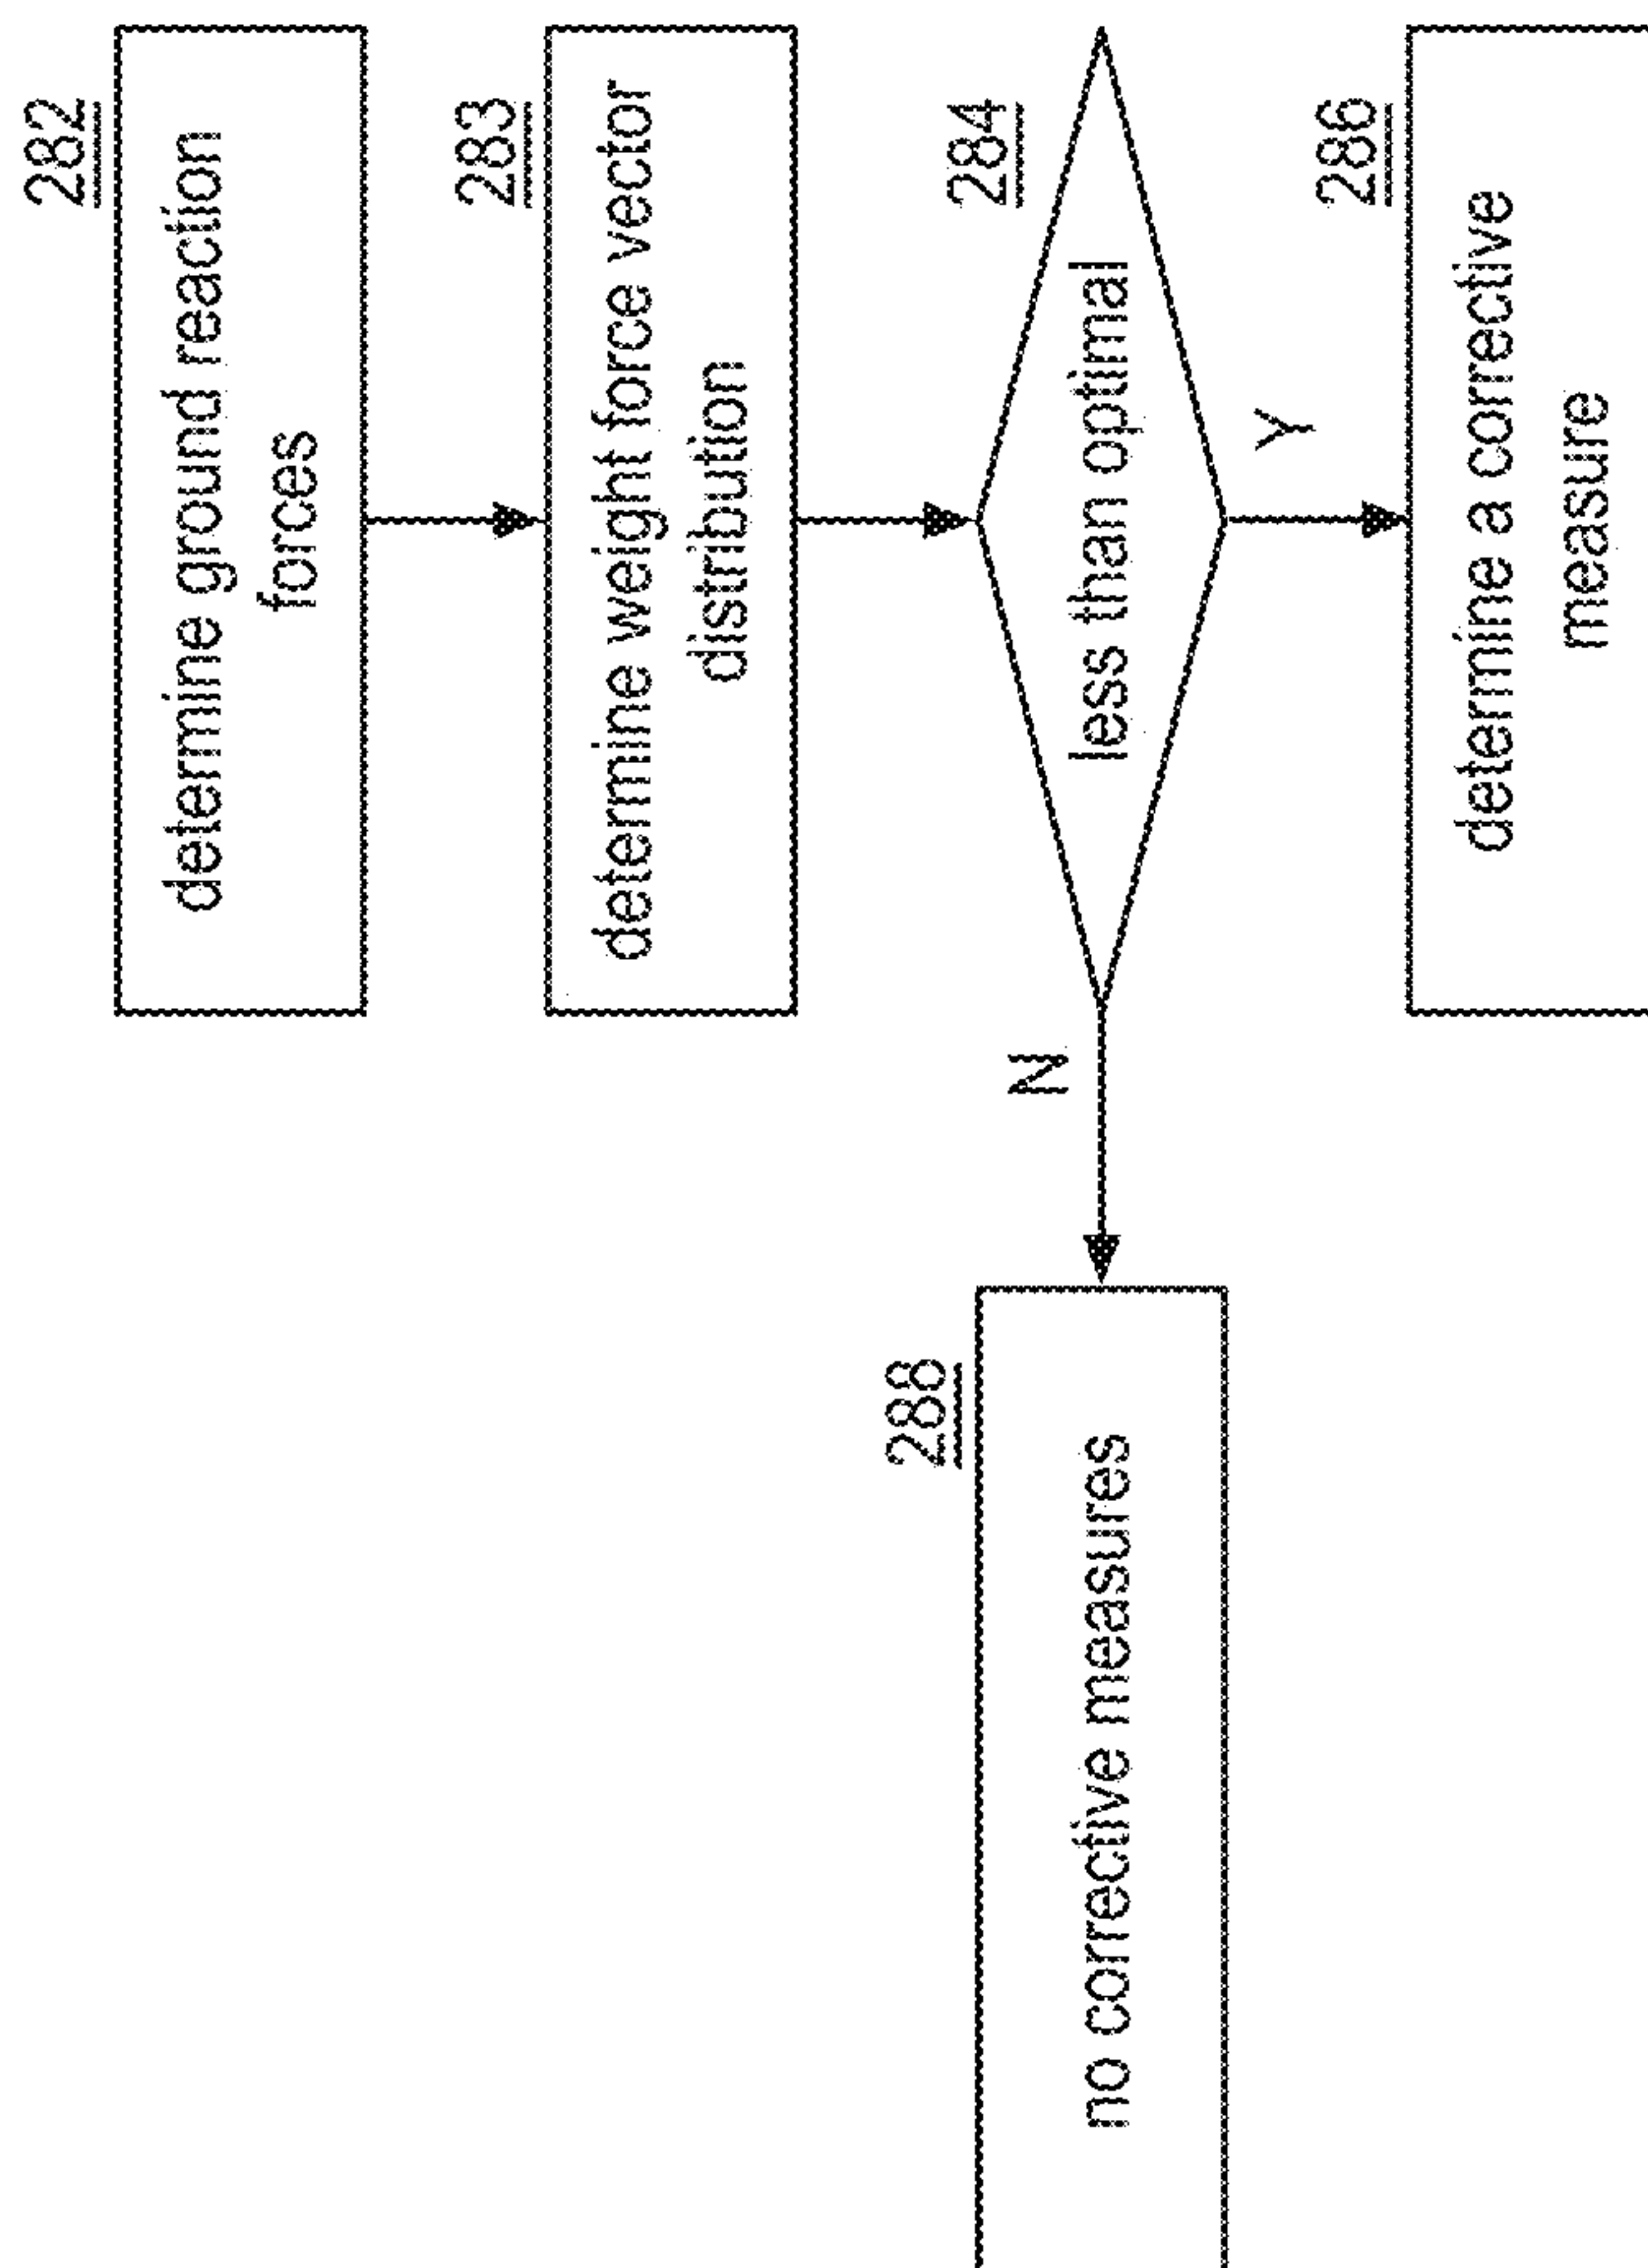 282
determine ground reaction
forces
283
determine weight force vector
distribution
284
less than optimal
N
Y
288
no corrective measures
286
determine a corrective
measure